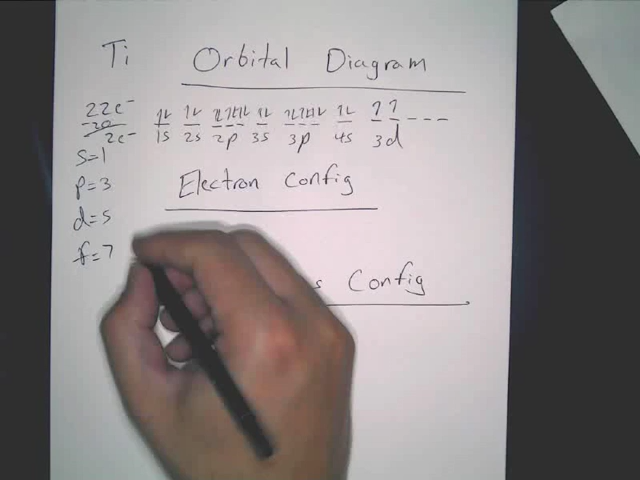 Ti Orbital Diagram
22e-
-20
2e-
1s 2s 2p 3s 3p 4s 3d
s=1
p=3
d=5
f=7
Electron Config
s Config